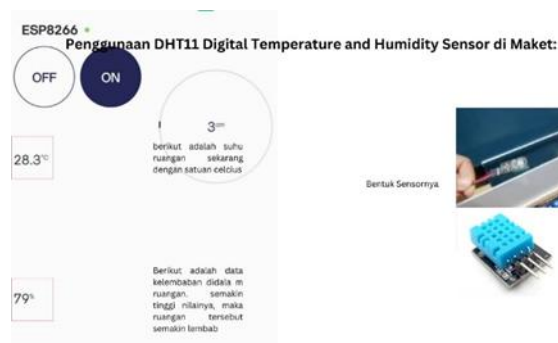 ESP8266
Penggunaan DHT11 Digital Temperature and Humidity Sensor di Maket:
OFF
ON
3cm
28.3°C
berikut adalah suhu
ruangan sekarang
dengan satuan celcius
Bentuk Sensornya
79%
Berikut adalah data
kelembaban didala m
ruangan. semakin
tinggi nilainya, maka
ruangan tersebut
semakin lembab